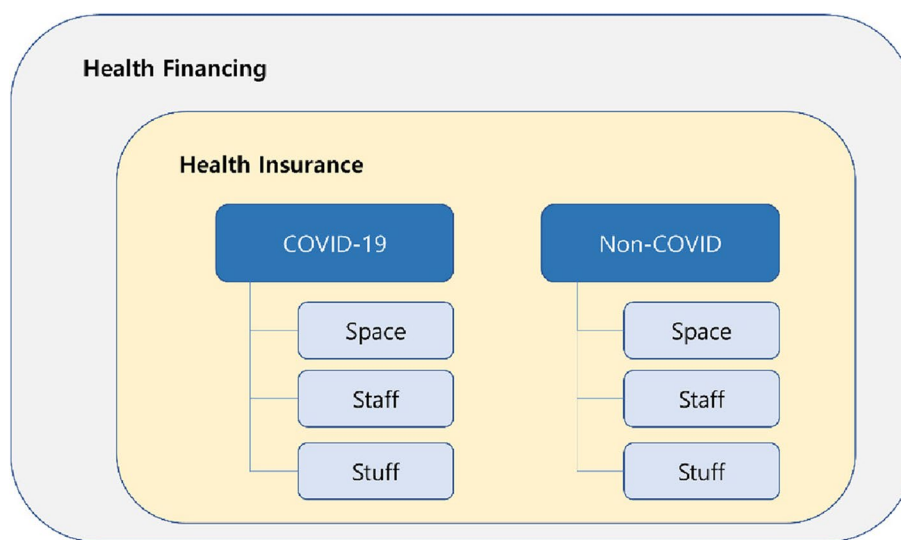 Health Financing
Health Insurance
COVID-19
Non-COVID
Space
Space
Staff
Staff
Stuff
Stuff